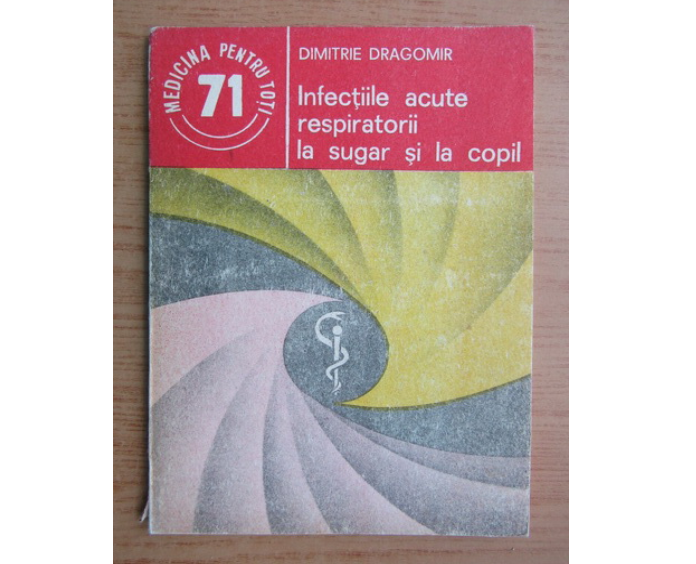 MEDICINA PENTRU TOȚI
71
DIMITRIE DRAGOMIR
Infecțiile acute
respiratorii
la sugar și la copil